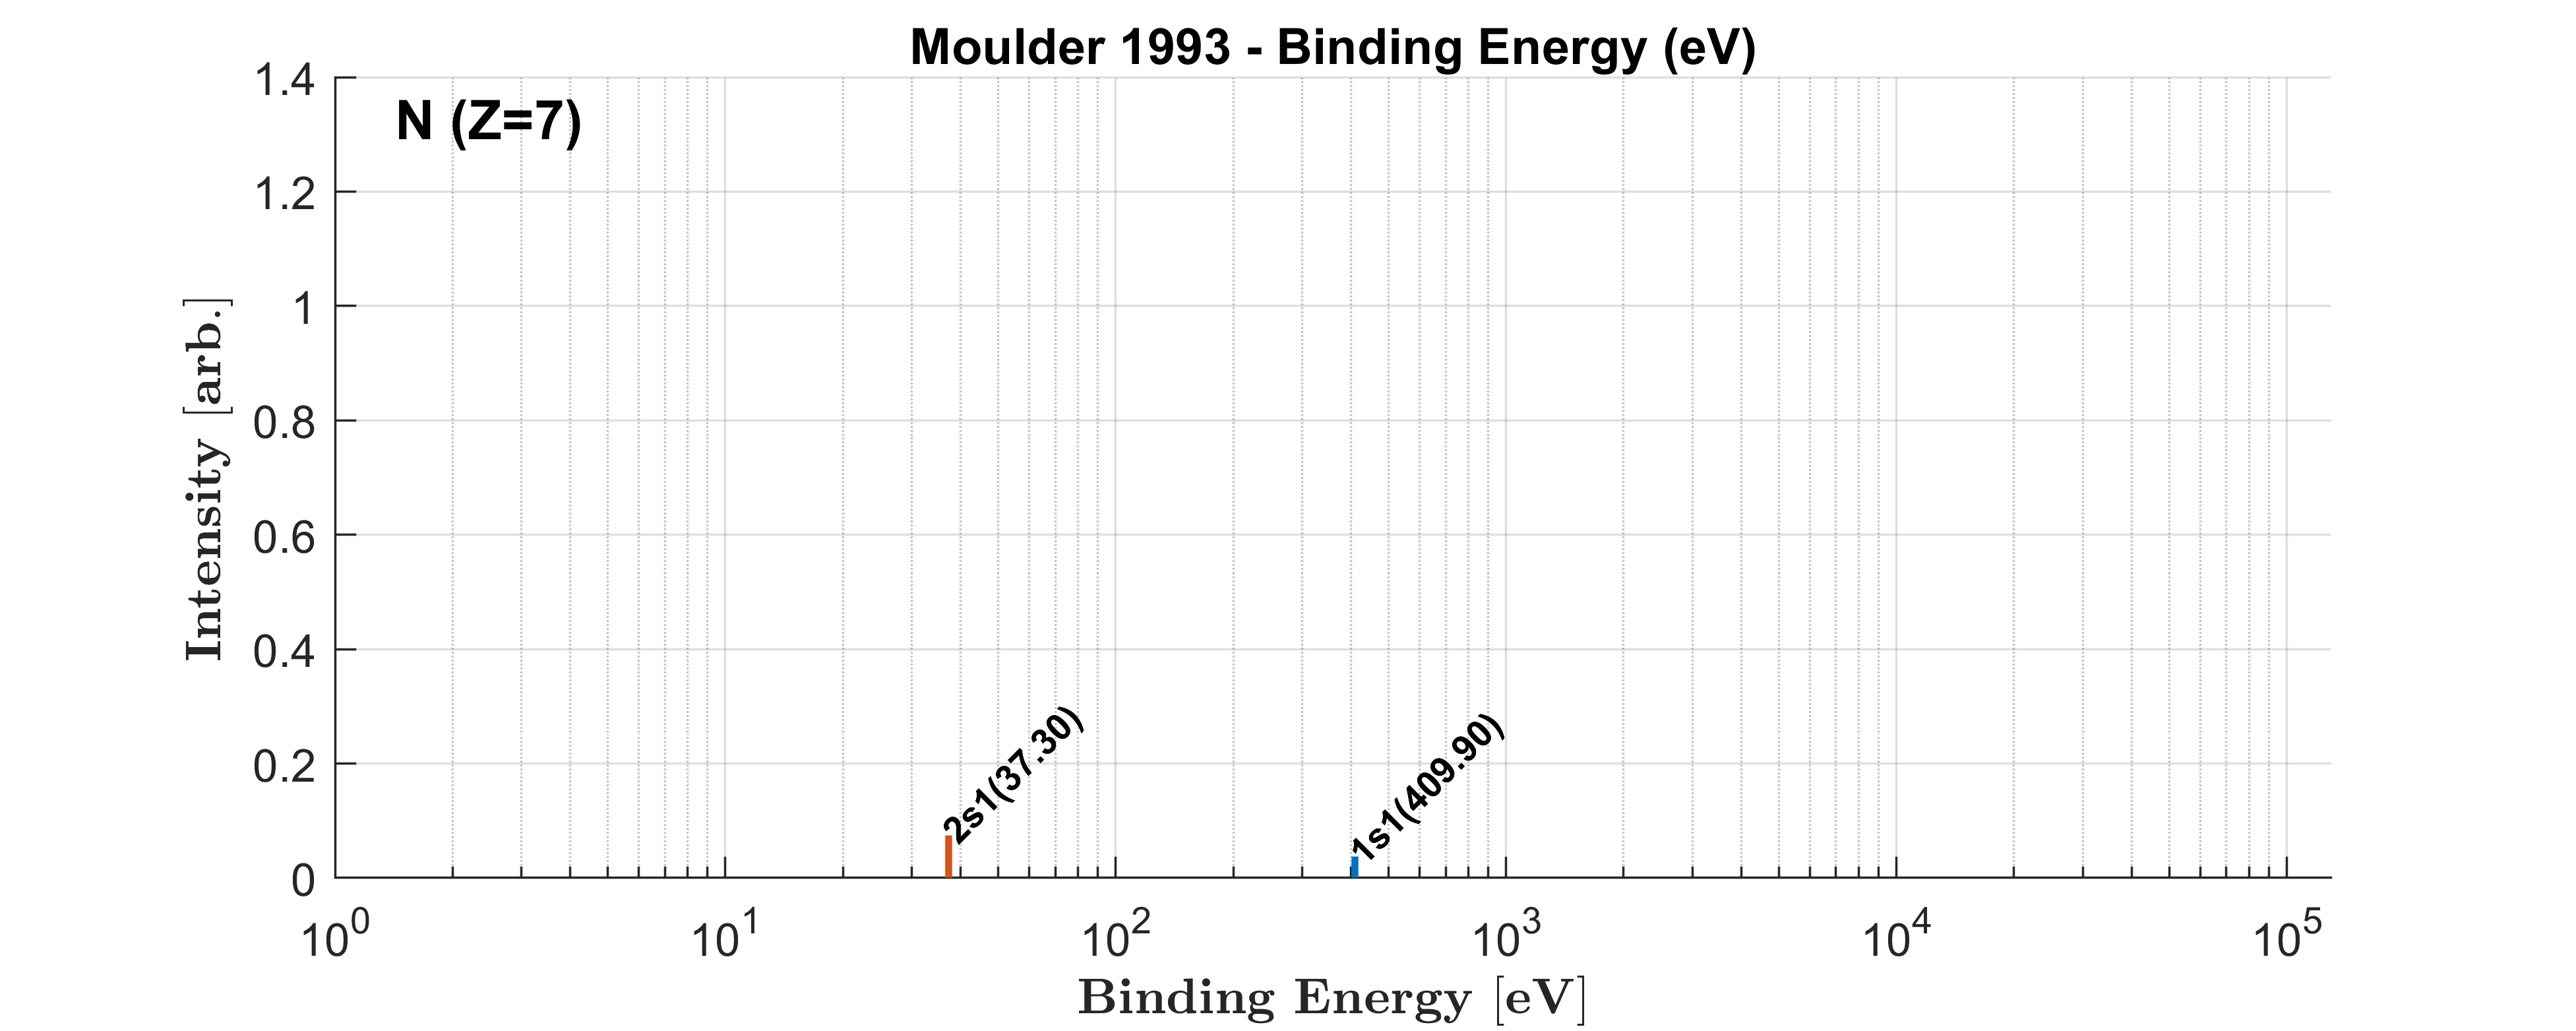 Moulder 1993 - Binding Energy (eV)
N (Z=7)
1.4
1.2
1
0.8
0.6
0.4
0.2
0
Intensity [arb.]
2s1(37.30)
1s1(409.90)
10^0 10^1 10^2 10^3 10^4 10^5
Binding Energy [eV]